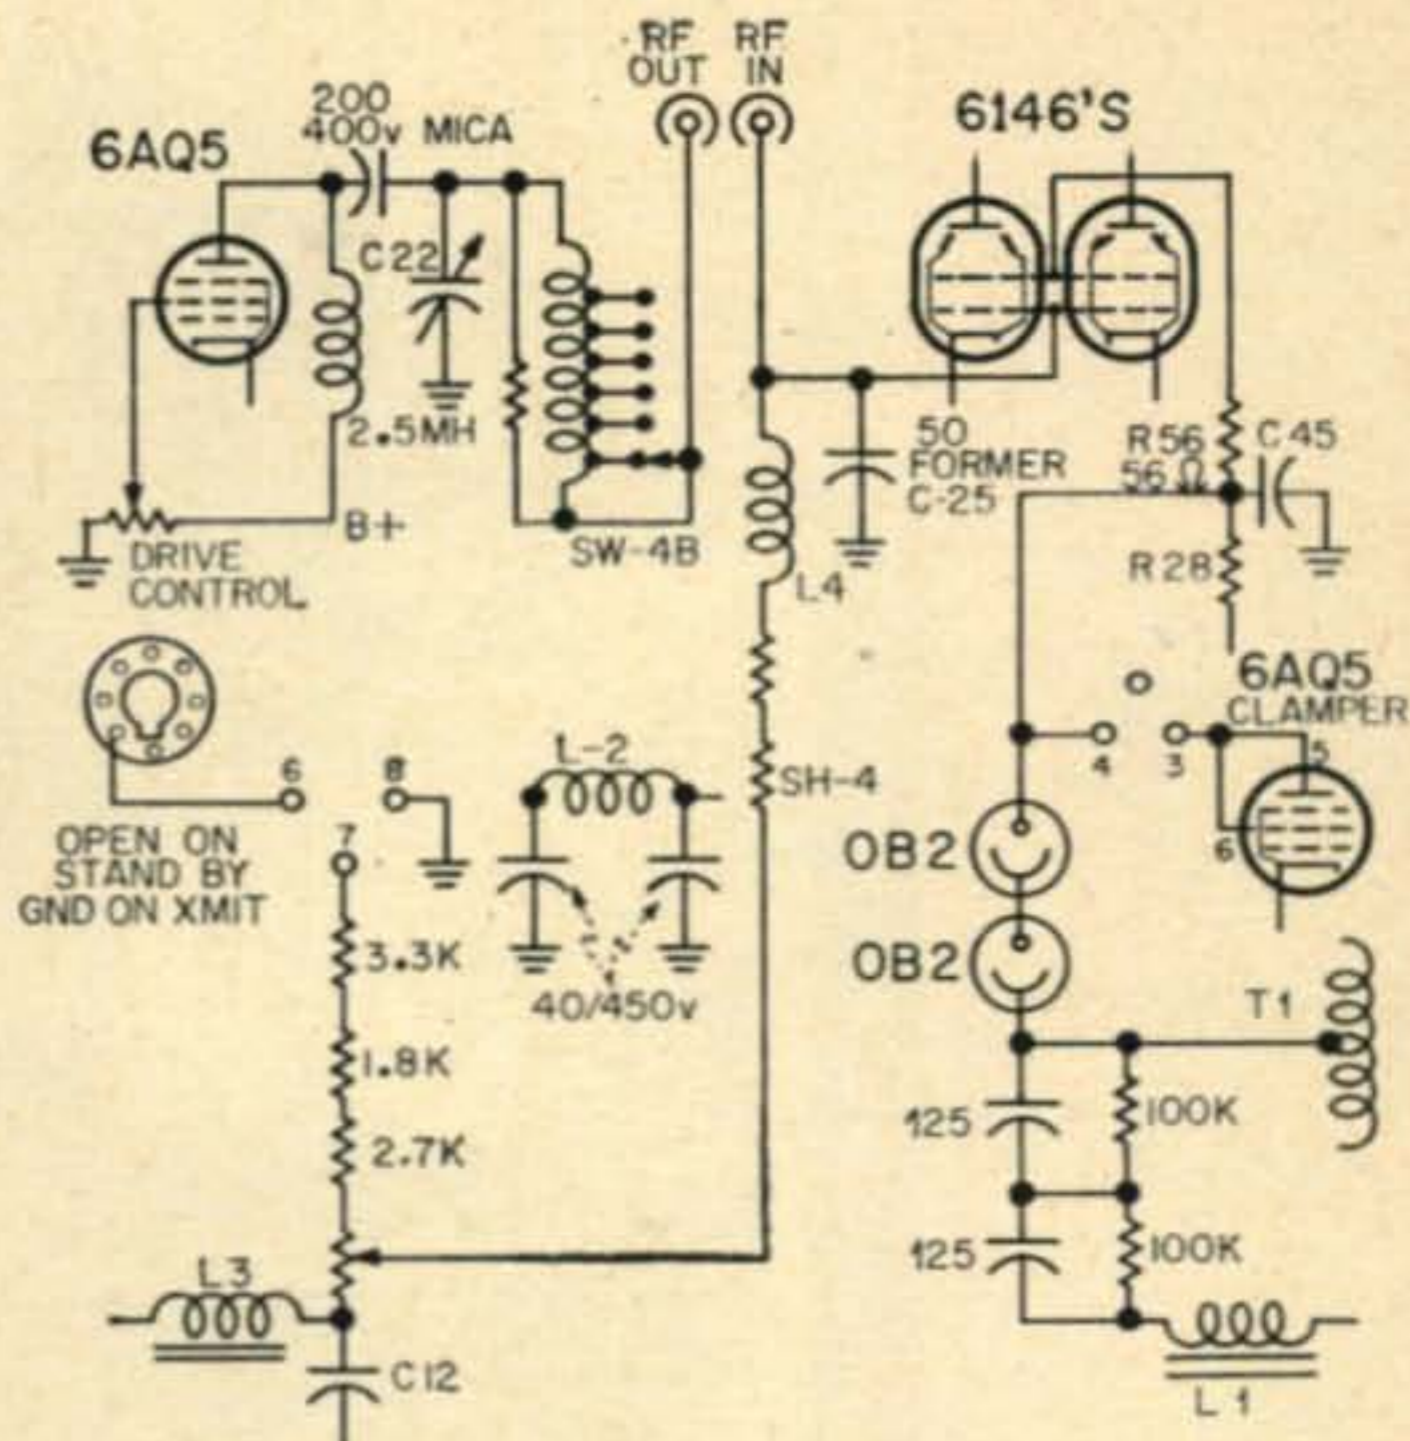 RF
OUT
RF
IN
200
400v MICA
6AQ5
6146'S
C22
2.5MH
B+
DRIVE
CONTROL
SW-4B
50
FORMER
C-25
R56
56 Ω
C45
R28
L4
6AQ5
CLAMPER
5
6
4
3
6
8
7
OPEN ON
STAND BY
GND ON XMIT
L-2
SH-4
OB2
OB2
40/450v
3.3K
1.8K
2.7K
T1
125
100K
125
100K
L3
C12
L1